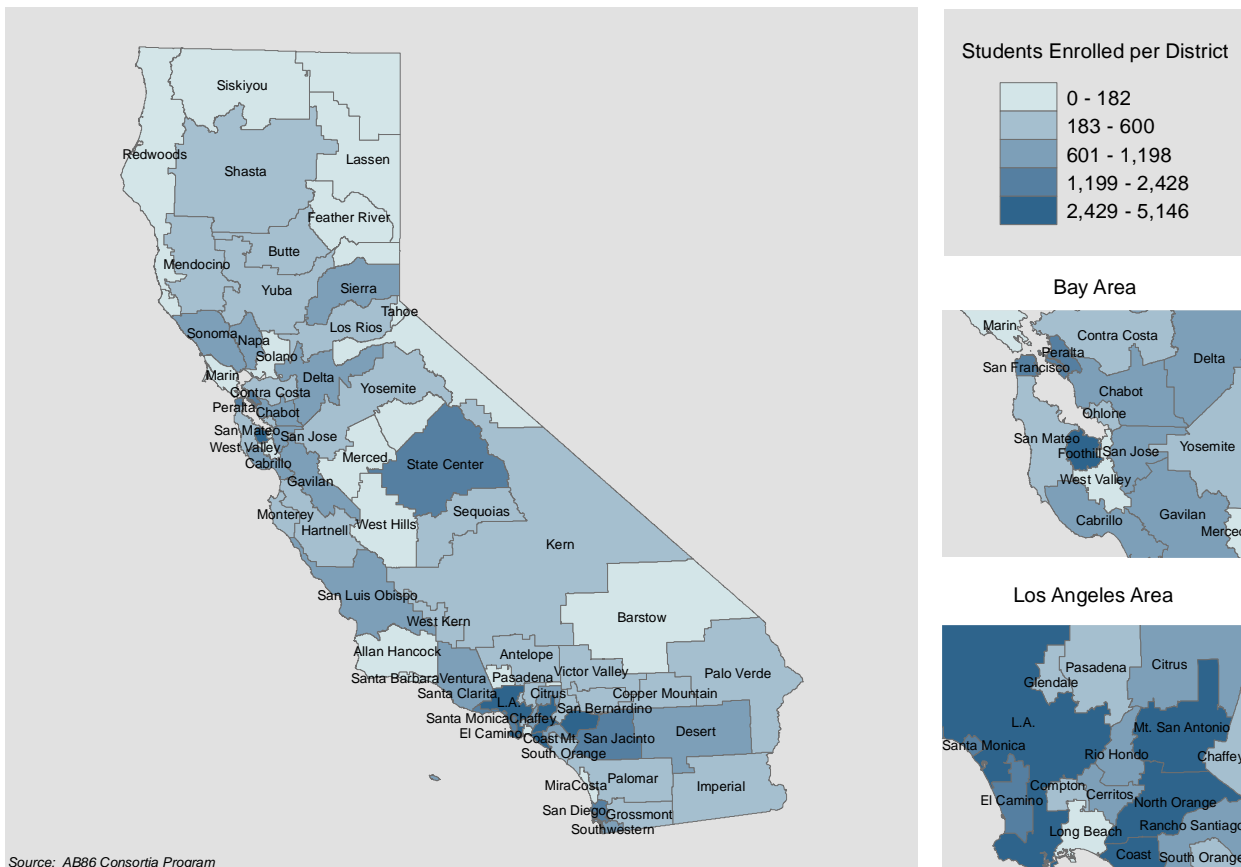 Siskiyou
Redwoods
Lassen
Shasta
Feather River
Butte
Mendocino
Yuba
Sierra
Tahoe
Los Rios
Sonoma
Napa
Solano
Marin
Delta
Yosemite
Contra Costa
Peralta
Chabot
San Mateo
San Jose
West Valley
Merced
State Center
Cabrillo
Gavilan
Monterey
Sequoias
Hartnell
West Hills
Kern
San Luis Obispo
West Kern
Barstow
Allan Hancock
Antelope
Victor Valley
Palo Verde
Santa Barbara
Ventura
Pasadena
Santa Clarita
Citrus
Copper Mountain
L.A.
San Bernardino
Santa Monica
Chaffey
El Camino
Coast
Mt. San Jacinto
Desert
South Orange
MiraCosta
Palomar
Imperial
San Diego
Grossmont
Southwestern
Source: AB86 Consortia Program
Students Enrolled per District
0 - 182
183 - 600
601 - 1,198
1,199 - 2,428
2,429 - 5,146
Bay Area
Marin
Contra Costa
Peralta
San Francisco
Delta
Chabot
Ohlone
San Mateo
Foothill
San Jose
Yosemite
West Valley
Cabrillo
Gavilan
Merced
Los Angeles Area
Pasadena
Citrus
Glendale
L.A.
Mt. San Antonio
Santa Monica
Rio Hondo
Chaffey
Compton
El Camino
Cerritos
North Orange
Long Beach
Rancho Santiago
Coast
South Orange